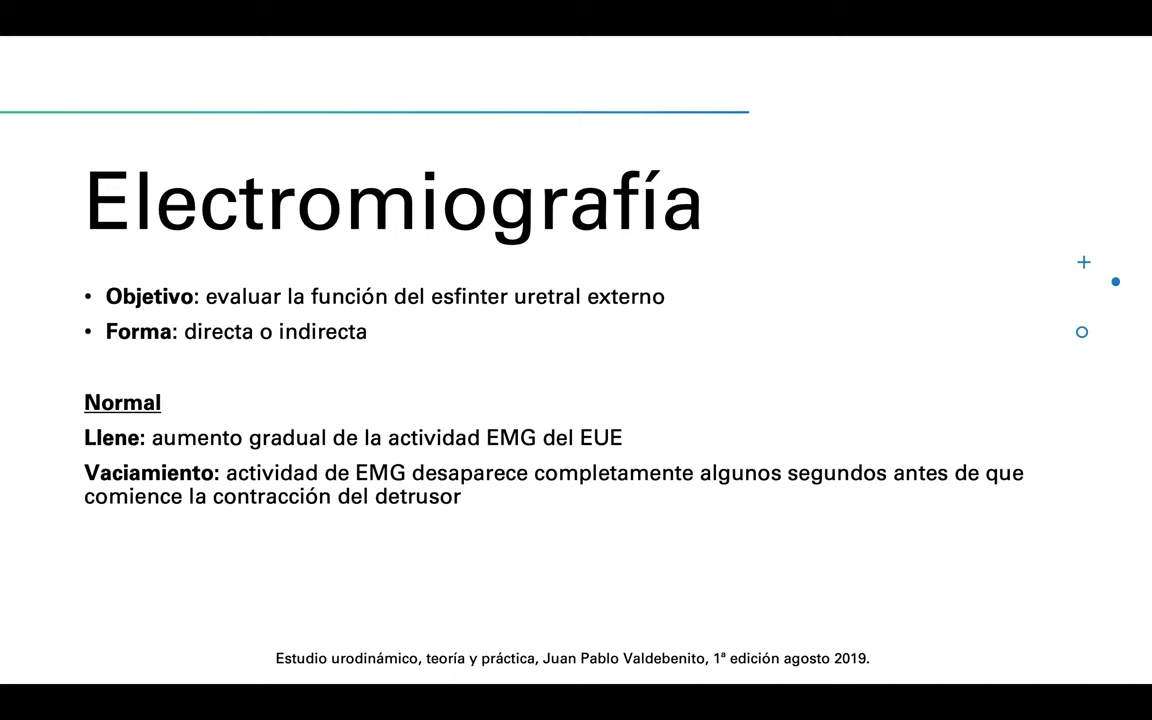 Electromiografía
• Objetivo: evaluar la función del esfinter uretral externo
• Forma: directa o indirecta
Normal
Llene: aumento gradual de la actividad EMG del EUE
Vaciamiento: actividad de EMG desaparece completamente algunos segundos antes de que
comience la contracción del detrusor
Estudio urodinámico, teoría y práctica, Juan Pablo Valdebenito, 1ª edición agosto 2019.